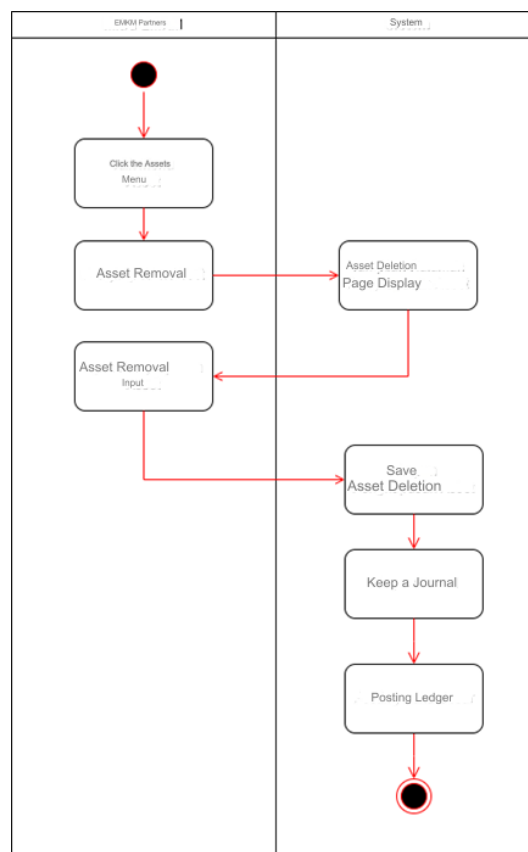 EMKM Partners
System
Click the Assets
Menu
Asset Removal
Asset Deletion
Page Display
Asset Removal
Input
Save
Asset Deletion
Keep a Journal
Posting Ledger